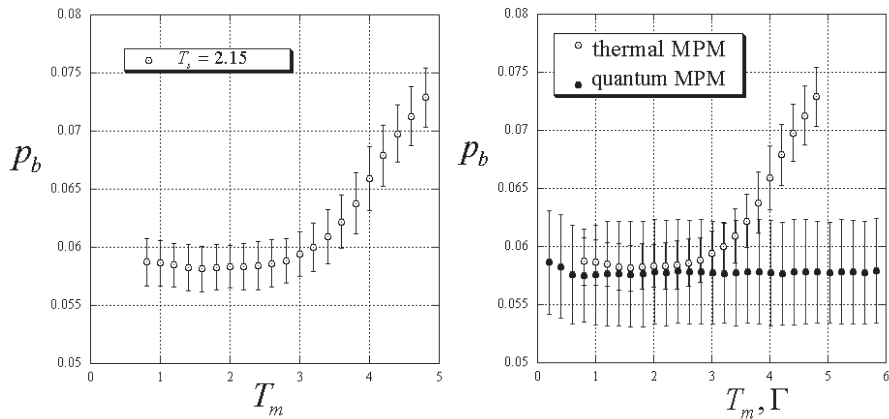 0.08
0.075
0.07
0.065
0.06
0.055
0.05
p_b
T_s = 2.15
0 1 2 3 4 5
T_m
0.08
0.075
0.07
0.065
0.06
0.055
0.05
p_b
thermal MPM
quantum MPM
0 1 2 3 4 5 6
T_m, Γ